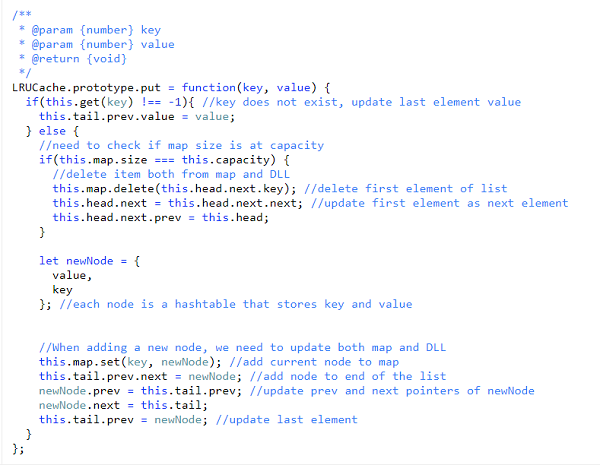 /**
 * @param {number} key
 * @param {number} value
 * @return {void}
 */
LRUCache.prototype.put = function(key, value) {
  if(this.get(key) !== -1){ //key does not exist, update last element value
    this.tail.prev.value = value;
  } else {
    //need to check if map size is at capacity
    if(this.map.size === this.capacity) {
      //delete item both from map and DLL
      this.map.delete(this.head.next.key); //delete first element of list
      this.head.next = this.head.next.next; //update first element as next element
      this.head.next.prev = this.head;
    }

    let newNode = {
      value,
      key
    }; //each node is a hashtable that stores key and value


    //When adding a new node, we need to update both map and DLL
    this.map.set(key, newNode); //add current node to map
    this.tail.prev.next = newNode; //add node to end of the list
    newNode.prev = this.tail.prev; //update prev and next pointers of newNode
    newNode.next = this.tail;
    this.tail.prev = newNode; //update last element
  }
};